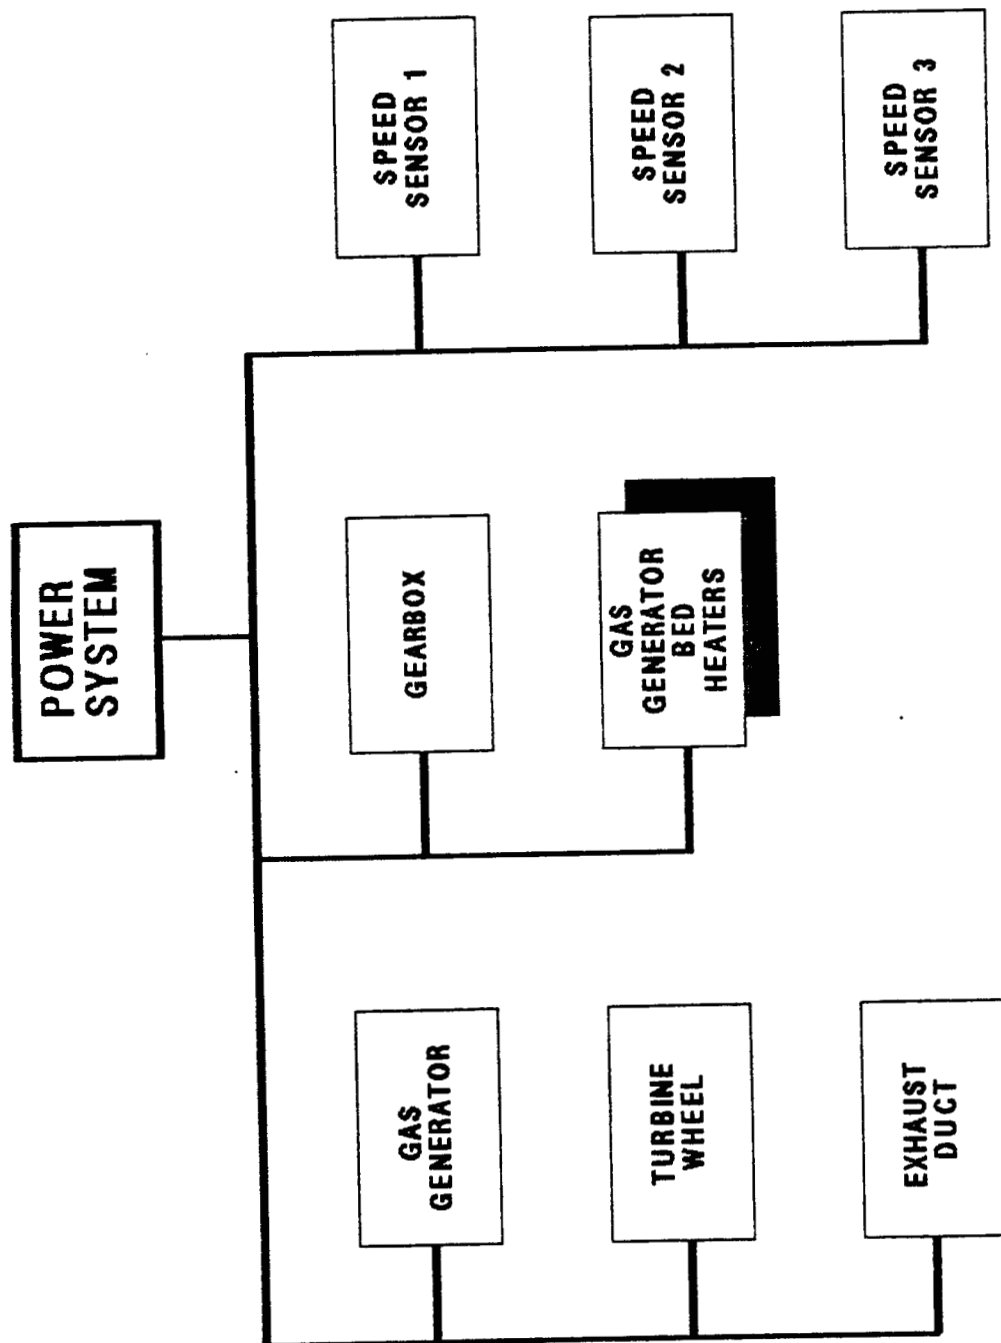 POWER
SYSTEM
GAS
GENERATOR
TURBINE
WHEEL
EXHAUST
DUCT
GEARBOX
GAS
GENERATOR
BED
HEATERS
SPEED
SENSOR 1
SPEED
SENSOR 2
SPEED
SENSOR 3